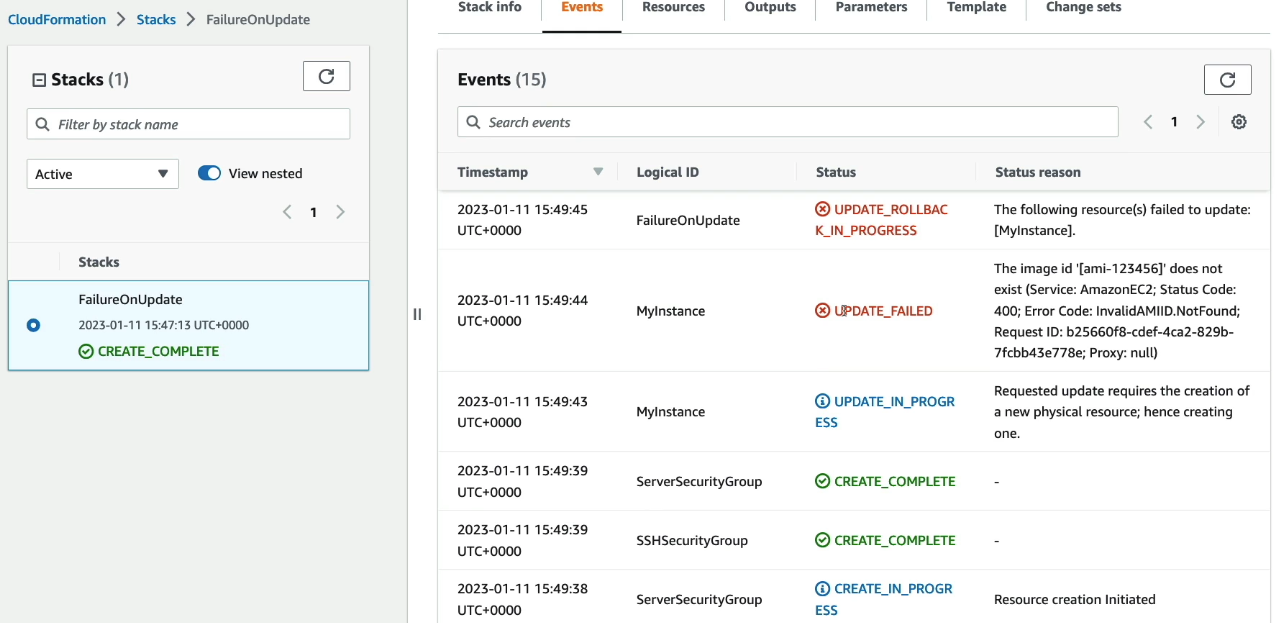 CloudFormation > Stacks > FailureOnUpdate
Stacks (1)
Filter by stack name
Active
View nested
1
Stacks
FailureOnUpdate
2023-01-11 15:47:13 UTC+0000
CREATE_COMPLETE
Stack info Events Resources Outputs Parameters Template Change sets
Events (15)
Search events
1
Timestamp Logical ID Status Status reason
2023-01-11 15:49:45
UTC+0000
FailureOnUpdate
UPDATE_ROLLBAC
K_IN_PROGRESS
The following resource(s) failed to update:
[MyInstance].
2023-01-11 15:49:44
UTC+0000
MyInstance
UPDATE_FAILED
The image id '[ami-123456]' does not
exist (Service: AmazonEC2; Status Code:
400; Error Code: InvalidAMIID.NotFound;
Request ID: b25660f8-cdef-4ca2-829b-
7fcbb43e778e; Proxy: null)
2023-01-11 15:49:43
UTC+0000
MyInstance
UPDATE_IN_PROGR
ESS
Requested update requires the creation of
a new physical resource; hence creating
one.
2023-01-11 15:49:39
UTC+0000
ServerSecurityGroup
CREATE_COMPLETE
-
2023-01-11 15:49:39
UTC+0000
SSHSecurityGroup
CREATE_COMPLETE
-
2023-01-11 15:49:38
UTC+0000
ServerSecurityGroup
CREATE_IN_PROGR
ESS
Resource creation Initiated